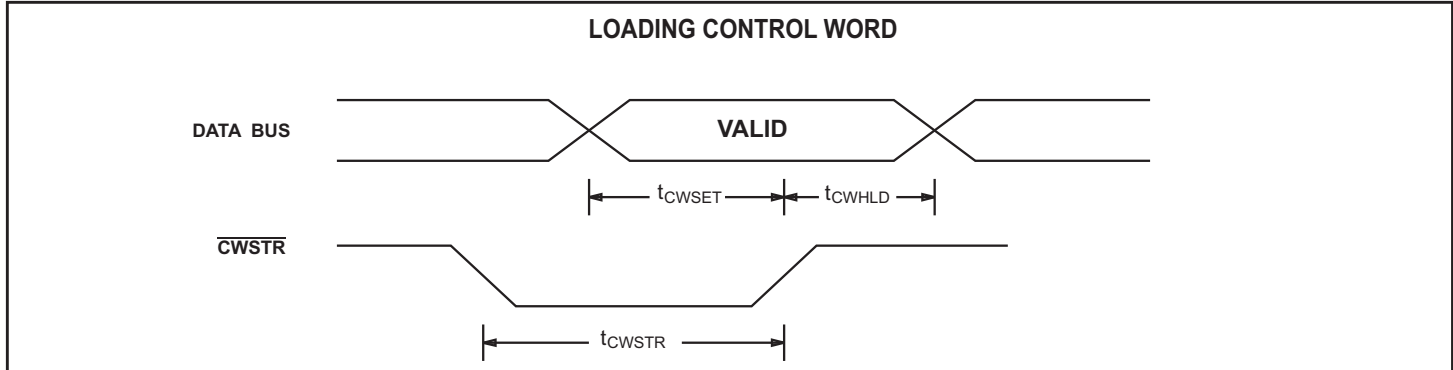 LOADING CONTROL WORD
DATA BUS
VALID
tCWSET
tCWHLD
CWSTR
tCWSTR